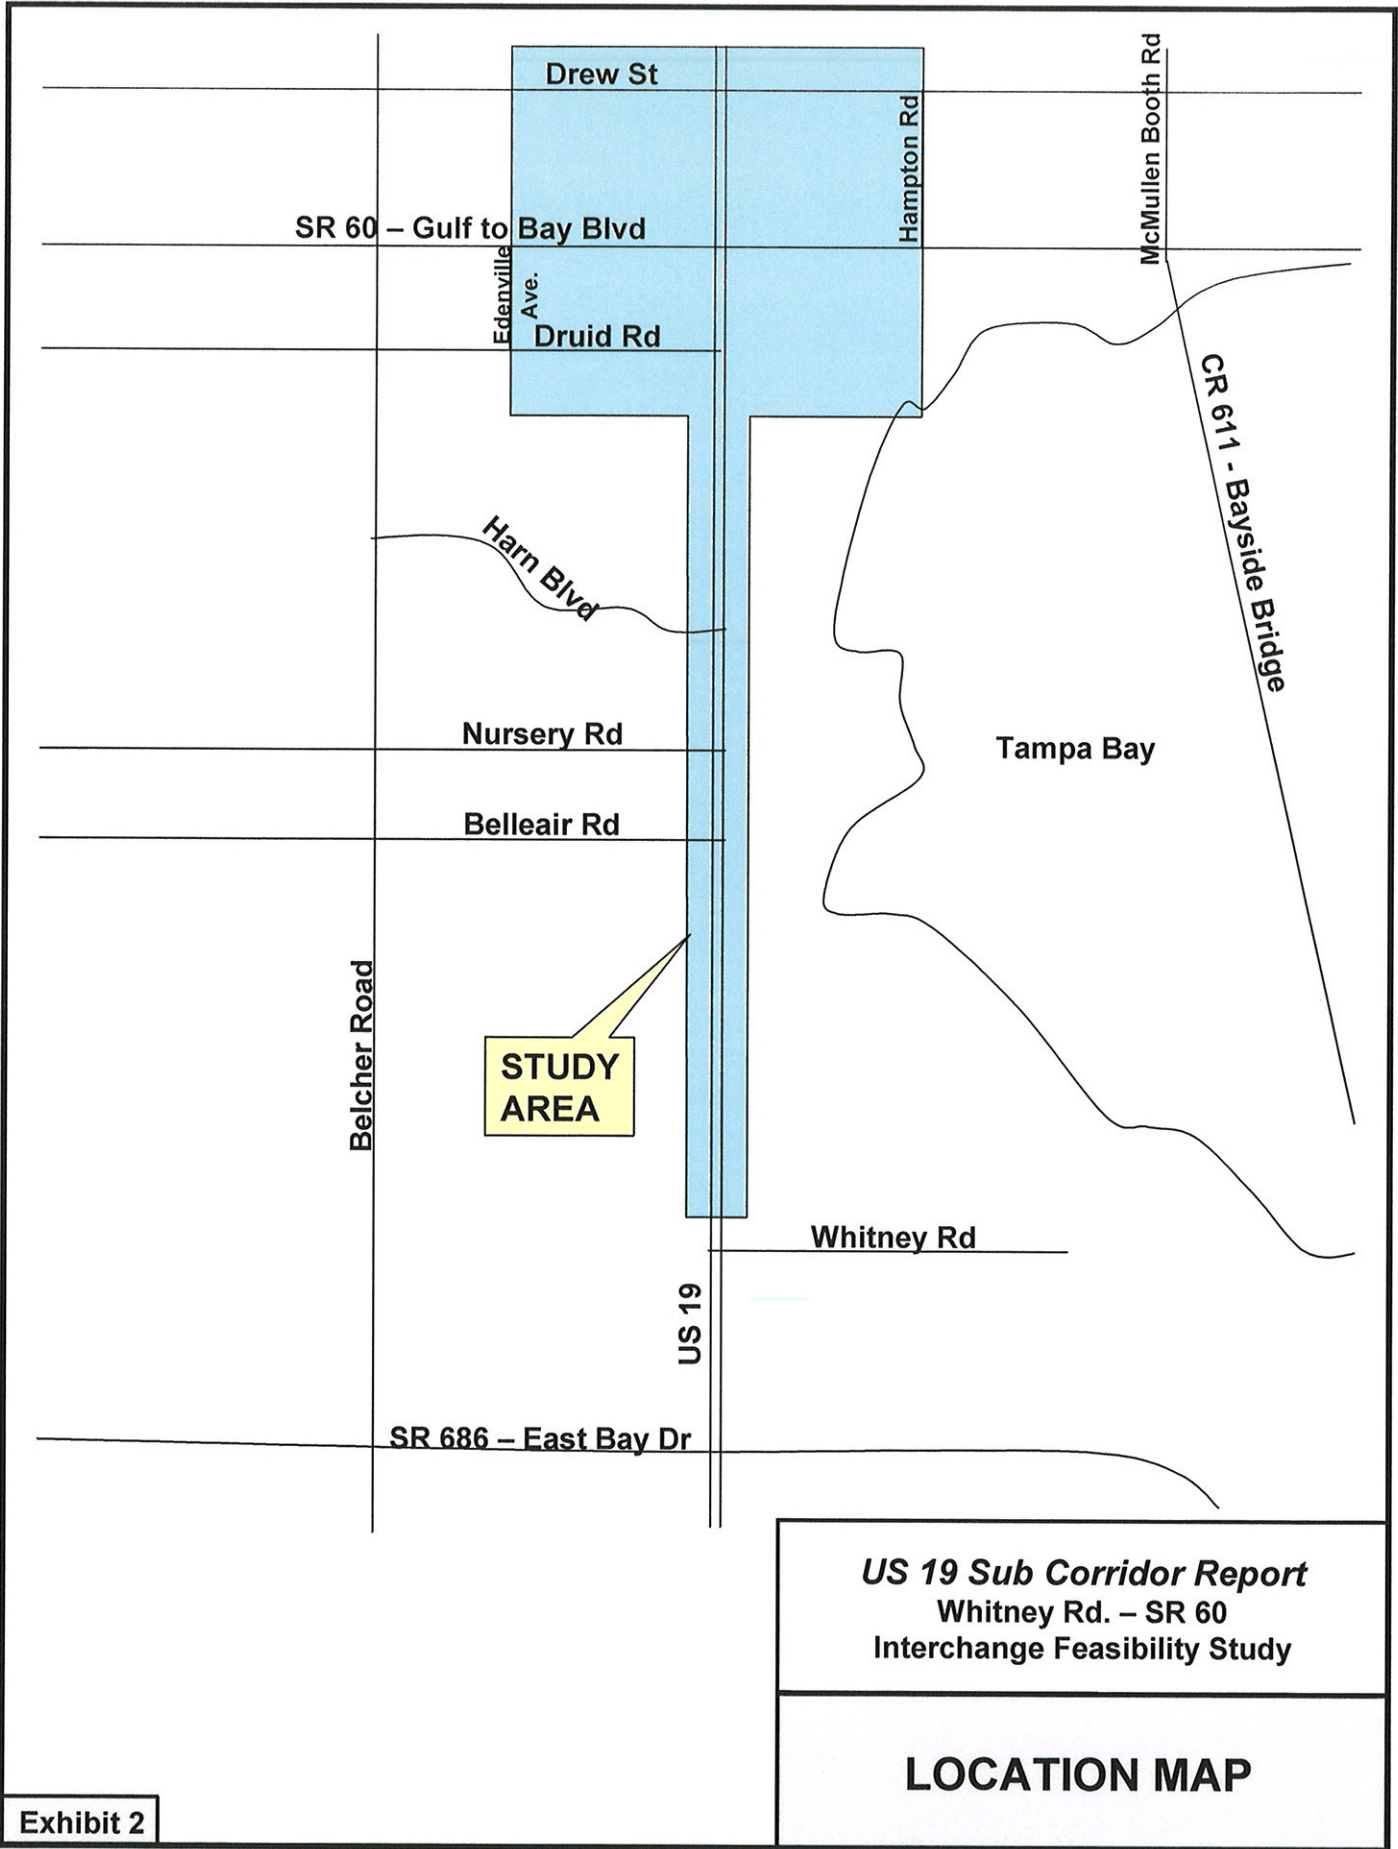 Drew St
Hampton Rd
McMullen Booth Rd
SR 60 – Gulf to Bay Blvd
Edenville
Ave.
Druid Rd
CR 611 - Bayside Bridge
Harn Blvd
Nursery Rd
Tampa Bay
Belleair Rd
Belcher Road
STUDY
AREA
Whitney Rd
US 19
SR 686 – East Bay Dr
US 19 Sub Corridor Report
Whitney Rd. – SR 60
Interchange Feasibility Study
LOCATION MAP
Exhibit 2